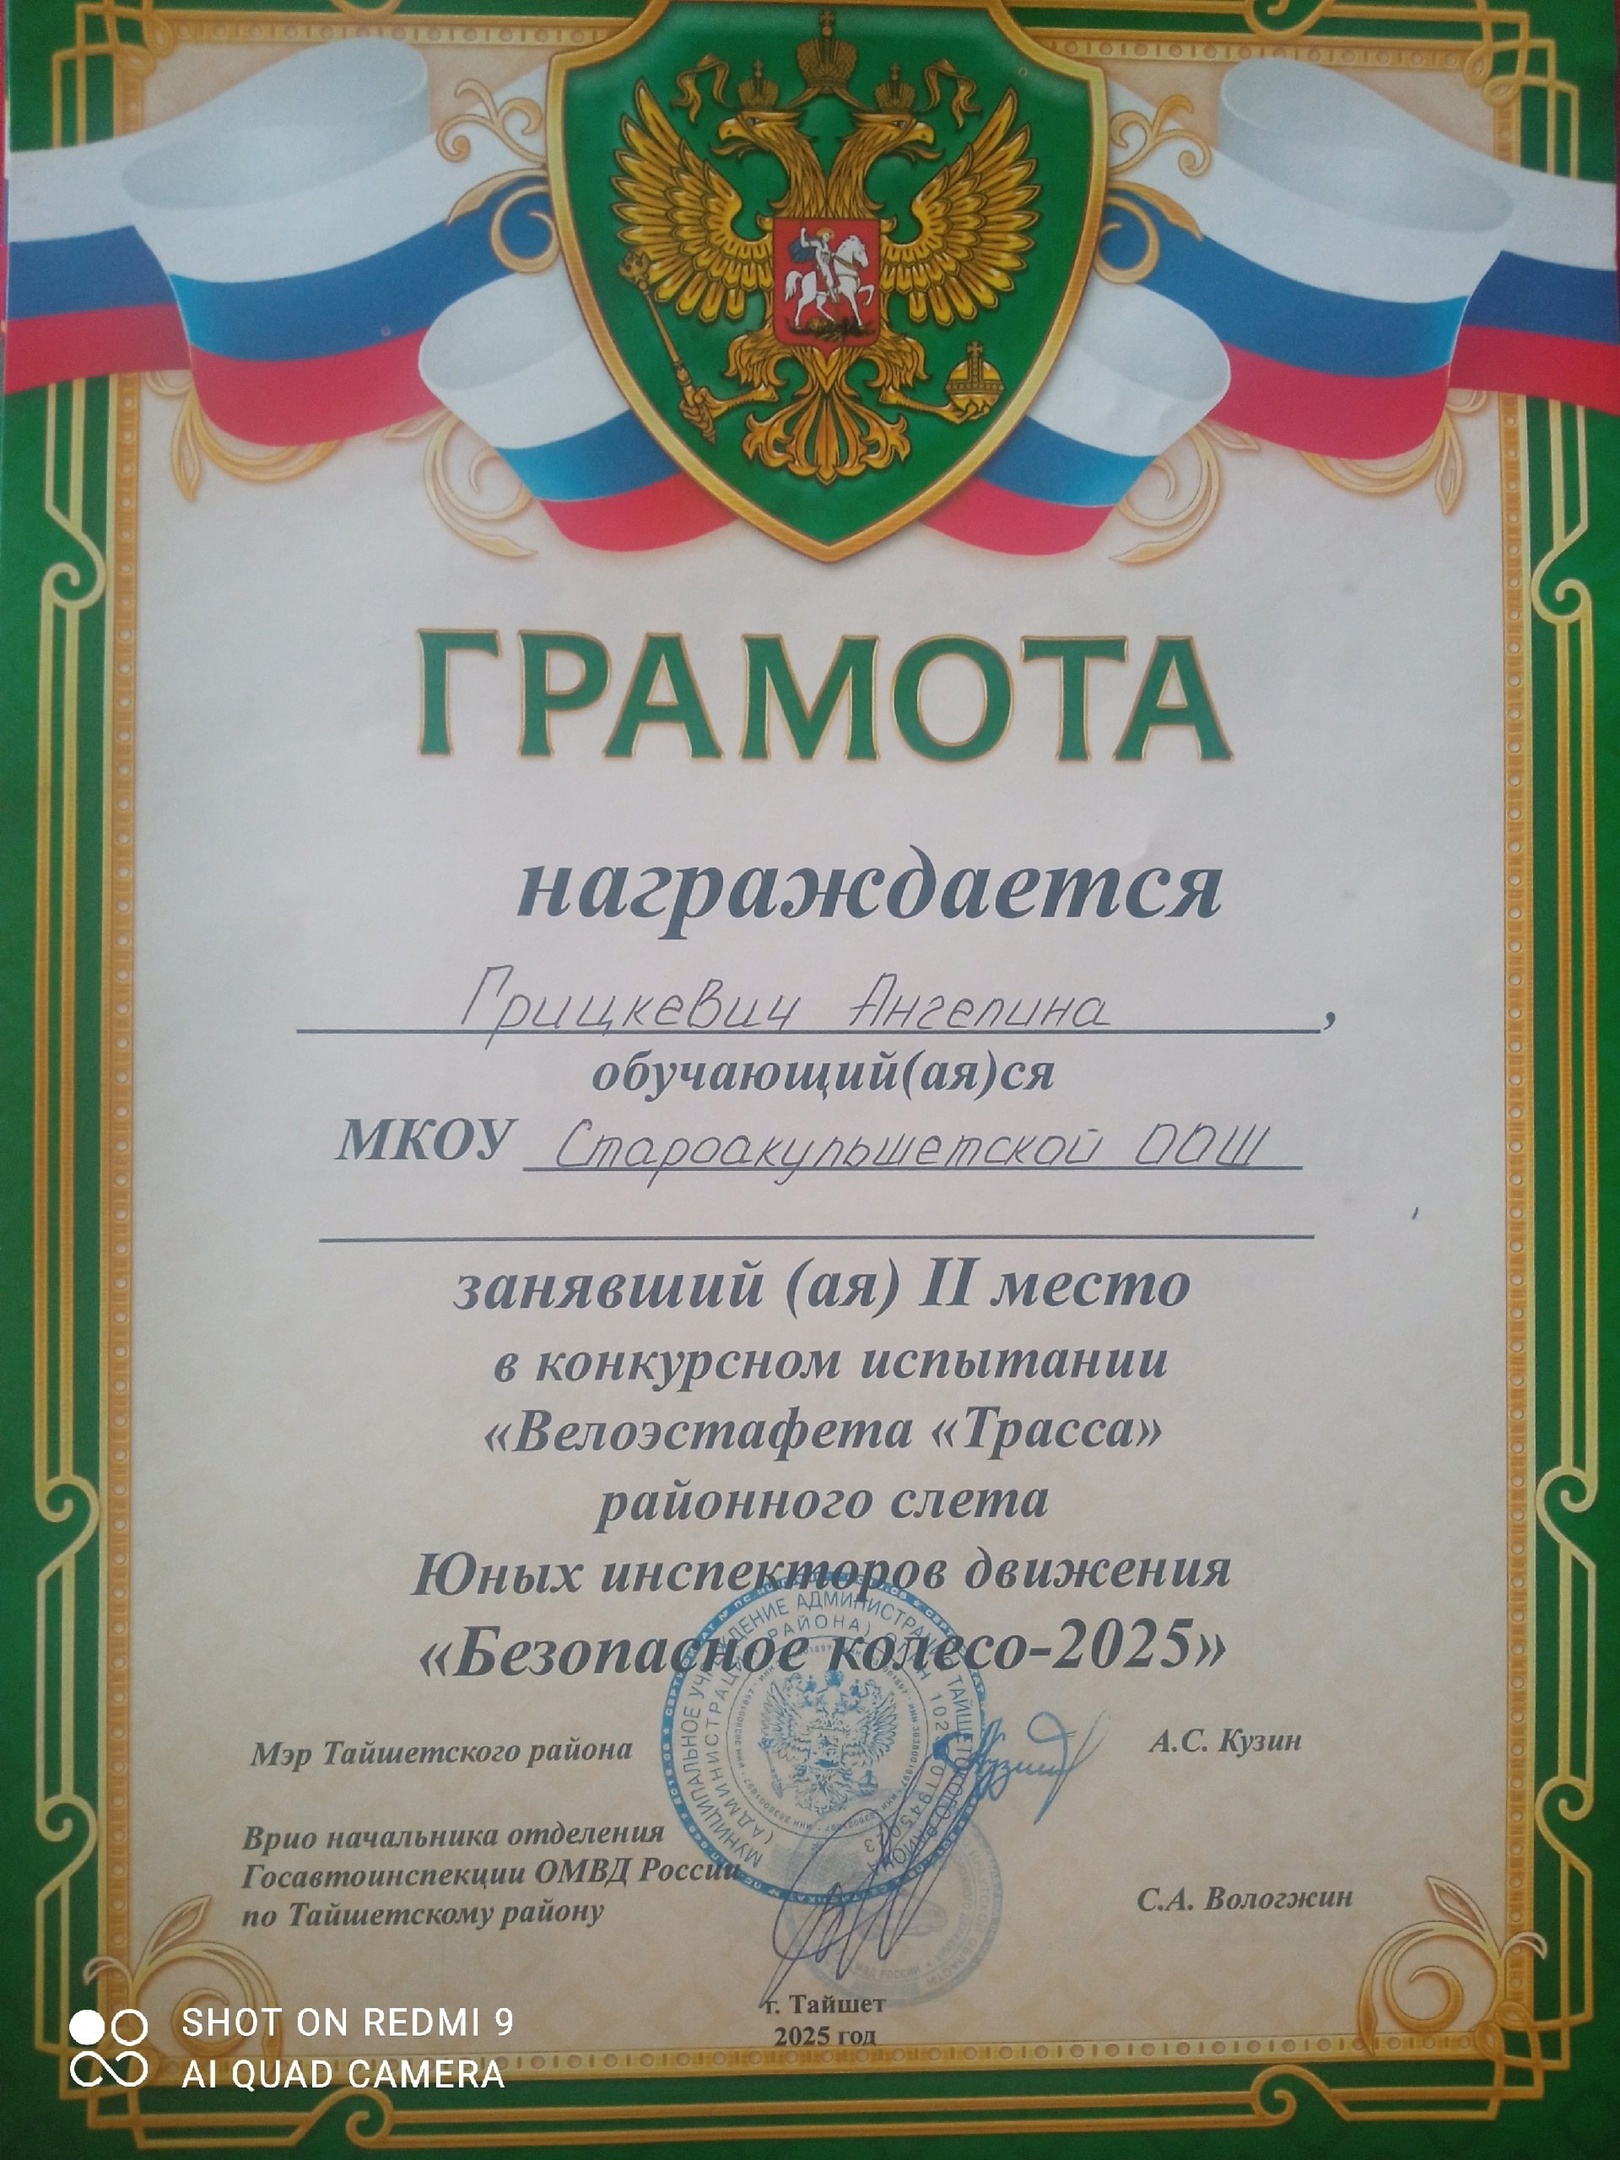 ГРАМОТА
награждается
Грицкевич Ангелина,
обучающий(ая)ся
МКОУ Староакульшетской ООШ
занявший (ая) II место
в конкурсном испытании
«Велоэстафета «Трасса»
районного слета
Юных инспекторов движения
«Безопасное колесо-2025»
Мэр Тайшетского района
А.С. Кузин
Врио начальника отделения
Госавтоинспекции ОМВД России
по Тайшетскому району
С.А. Вологжин
г. Тайшет
2025 год
SHOT ON REDMI 9
AI QUAD CAMERA